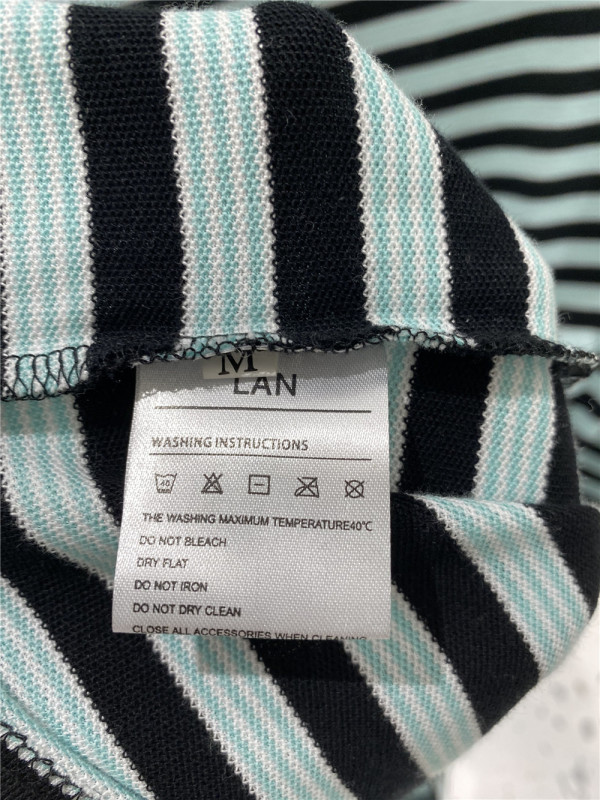 M
LAN
WASHING INSTRUCTIONS
40
THE WASHING MAXIMUM TEMPERATURE40℃
DO NOT BLEACH
DRY FLAT
DO NOT IRON
DO NOT DRY CLEAN
CLOSE ALL ACCESSORIES WHEN CLEANING